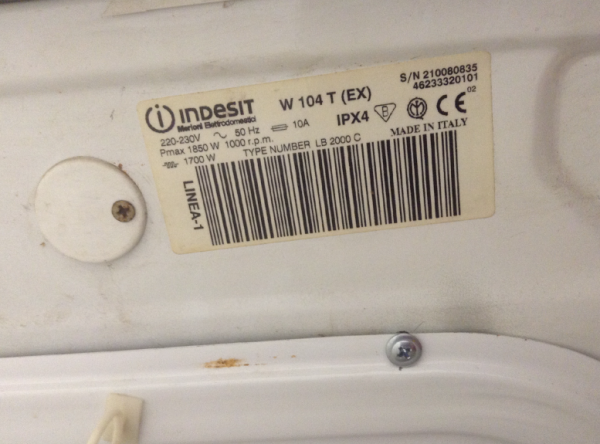 INDESIT W 104 T (EX) S/N 210080835
Merloni Elettrodomestici 46233320101
220-230V ~ 50 Hz 10A IPX4 B CE 02
Pmax 1850 W 1000 r.p.m. MADE IN ITALY
1700 W TYPE NUMBER LB 2000 C
LINEA-1